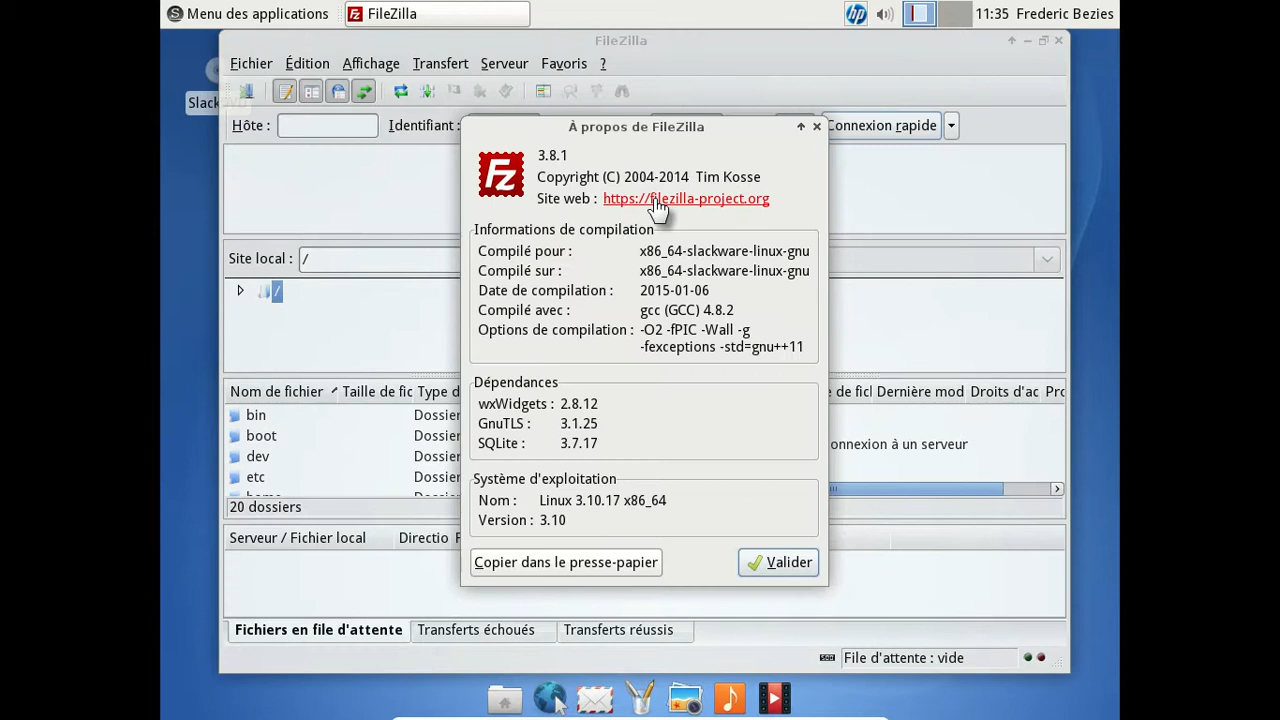 Menu des applications
FileZilla
11:35 Frederic Bezies
FileZilla
Fichier Édition Affichage Transfert Serveur Favoris ?
Hôte :
Identifiant :
Connexion rapide
À propos de FileZilla
3.8.1
Copyright (C) 2004-2014 Tim Kosse
Site web : https://filezilla-project.org
Informations de compilation
Compilé pour : x86_64-slackware-linux-gnu
Compilé sur : x86_64-slackware-linux-gnu
Date de compilation : 2015-01-06
Compilé avec : gcc (GCC) 4.8.2
Options de compilation : -O2 -fPIC -Wall -g
-fexceptions -std=gnu++11
Dépendances
wxWidgets : 2.8.12
GnuTLS : 3.1.25
SQLite : 3.7.17
Système d'exploitation
Nom : Linux 3.10.17 x86_64
Version : 3.10
Copier dans le presse-papier
Valider
Site local : /
/
Nom de fichier Taille de fic Type d
de fic Dernière mod Droits d'ac Pro
bin Dossier
boot Dossier
dev Dossier
etc Dossier
onnexion à un serveur
20 dossiers
Serveur / Fichier local Directio
Fichiers en file d'attente Transferts échoués Transferts réussis
File d'attente : vide